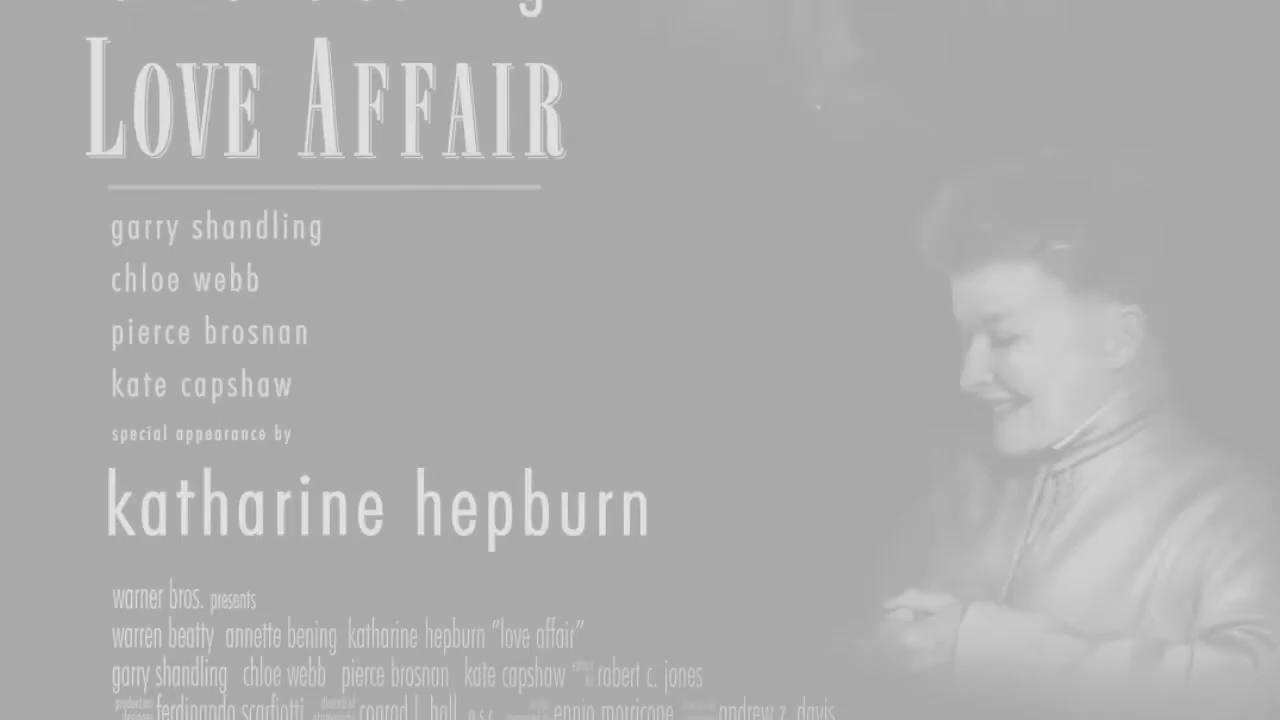 LOVE AFFAIR
garry shandling
chloe webb
pierce brosnan
kate capshaw
special appearance by
katharine hepburn
warner bros. presents
warren beatty annette bening katharine hepburn "love affair"
garry shandling chloe webb pierce brosnan kate capshaw robert c. jones
production designer ferdinando scarfiotti conrad l. hall, a.s.c. ennio morricone andrew z. davis